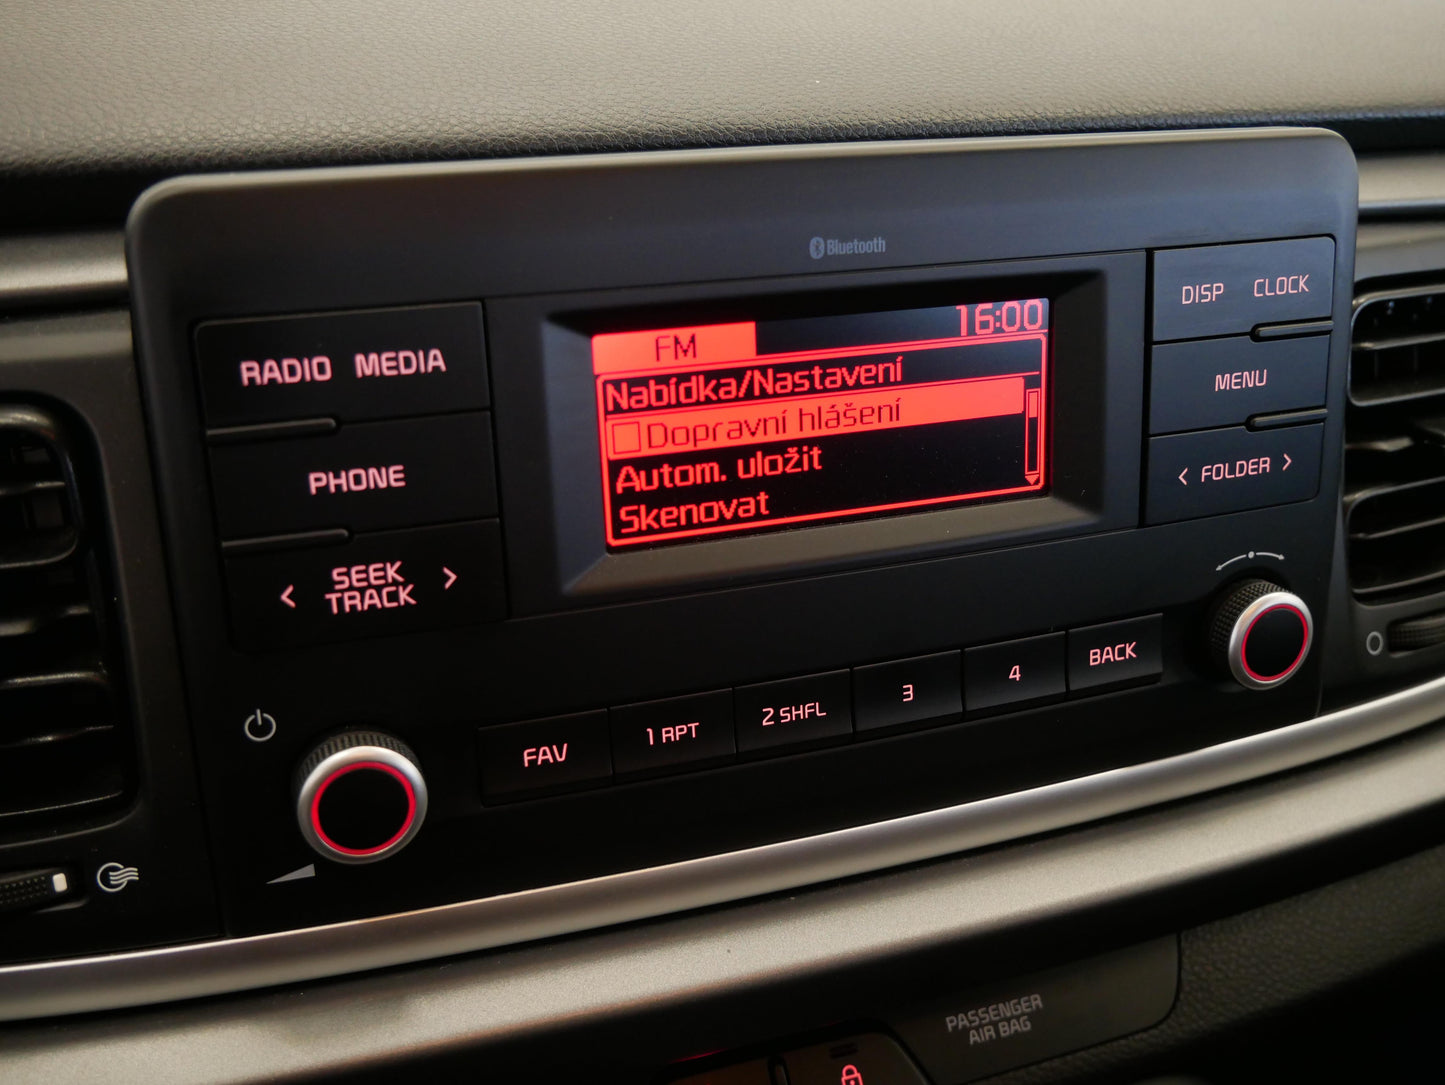 Bluetooth
RADIO MEDIA
PHONE
< SEEK TRACK >
FM 16:00
Nabídka/Nastavení
Dopravní hlášení
Autom. uložit
Skenovat
DISP CLOCK
MENU
< FOLDER >
FAV 1 RPT 2 SHFL 3 4 BACK
PASSENGER
AIR BAG